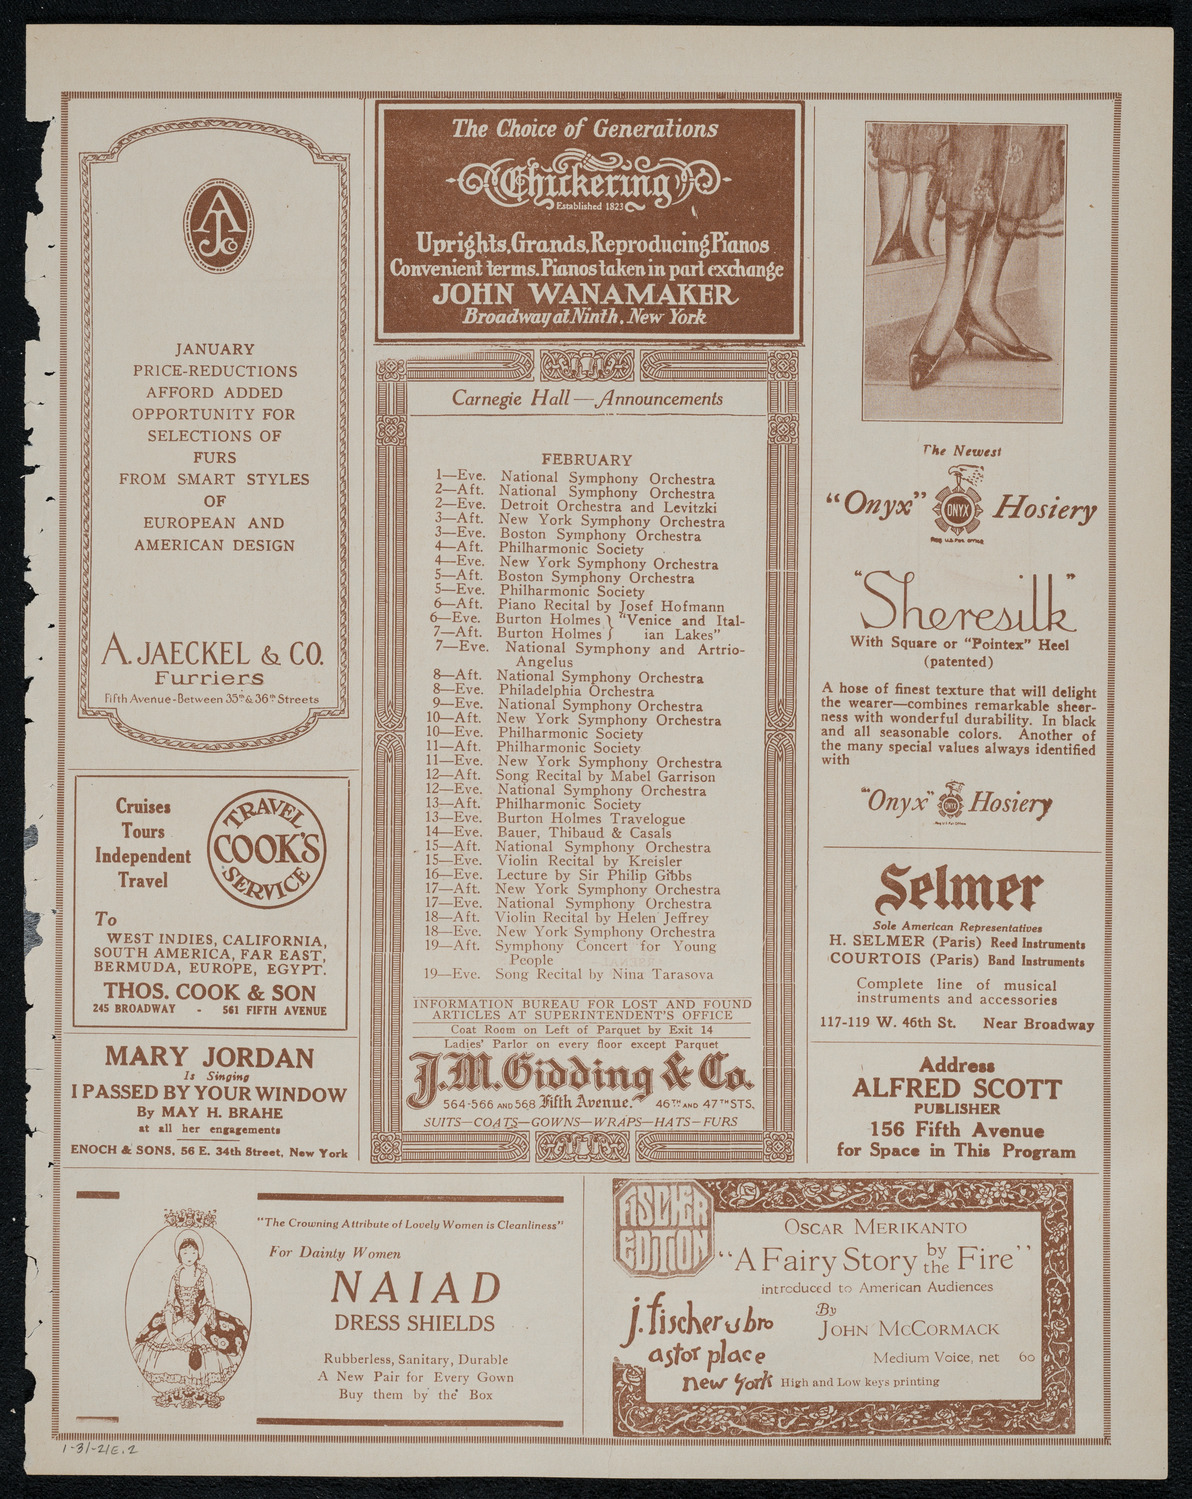 AJCo
JANUARY
PRICE-REDUCTIONS
AFFORD ADDED
OPPORTUNITY FOR
SELECTIONS OF
FURS
FROM SMART STYLES
OF
EUROPEAN AND
AMERICAN DESIGN
A. JAECKEL & CO.
Furriers
Fifth Avenue-Between 35th & 36th Streets
Cruises
Tours
Independent
Travel
TRAVEL
COOK'S
SERVICE
To
WEST INDIES, CALIFORNIA,
SOUTH AMERICA, FAR EAST,
BERMUDA, EUROPE, EGYPT.
THOS. COOK & SON
245 BROADWAY - 561 FIFTH AVENUE
MARY JORDAN
Is Singing
I PASSED BY YOUR WINDOW
By MAY H. BRAHE
at all her engagements
ENOCH & SONS, 56 E. 34th Street, New York
The Choice of Generations
Chickering
Established 1823
Uprights, Grands, Reproducing Pianos
Convenient terms. Pianos taken in part exchange
JOHN WANAMAKER
Broadway at Ninth, New York
Carnegie Hall—Announcements
FEBRUARY
1—Eve. National Symphony Orchestra
2—Aft. National Symphony Orchestra
2—Eve. Detroit Orchestra and Levitzki
3—Aft. New York Symphony Orchestra
3—Eve. Boston Symphony Orchestra
4—Aft. Philharmonic Society
4—Eve. New York Symphony Orchestra
5—Aft. Boston Symphony Orchestra
5—Eve. Philharmonic Society
6—Aft. Piano Recital by Josef Hofmann
6—Eve. Burton Holmes } "Venice and Ital-
7—Aft. Burton Holmes } ian Lakes"
7—Eve. National Symphony and Artrio-
Angelus
8—Aft. National Symphony Orchestra
8—Eve. Philadelphia Orchestra
9—Eve. National Symphony Orchestra
10—Aft. New York Symphony Orchestra
10—Eve. Philharmonic Society
11—Aft. Philharmonic Society
11—Eve. New York Symphony Orchestra
12—Aft. Song Recital by Mabel Garrison
12—Eve. National Symphony Orchestra
13—Aft. Philharmonic Society
13—Eve. Burton Holmes Travelogue
14—Eve. Bauer, Thibaud & Casals
15—Aft. National Symphony Orchestra
15—Eve. Violin Recital by Kreisler
16—Eve. Lecture by Sir Philip Gibbs
17—Aft. New York Symphony Orchestra
17—Eve. National Symphony Orchestra
18—Aft. Violin Recital by Helen Jeffrey
18—Eve. New York Symphony Orchestra
19—Aft. Symphony Concert for Young
People
19—Eve. Song Recital by Nina Tarasova
INFORMATION BUREAU FOR LOST AND FOUND
ARTICLES AT SUPERINTENDENT'S OFFICE
Coat Room on Left of Parquet by Exit 14
Ladies' Parlor on every floor except Parquet
J.M. Gidding & Co.
564-566 AND 568 Fifth Avenue. 46TH AND 47TH STS.
SUITS—COATS—GOWNS—WRAPS—HATS—FURS
The Newest
"Onyx" ONYX Hosiery
Reg. U.S. Pat. Office
"Sheresilk"
With Square or "Pointex" Heel
(patented)
A hose of finest texture that will delight
the wearer—combines remarkable sheer-
ness with wonderful durability. In black
and all seasonable colors. Another of
the many special values always identified
with
"Onyx" Hosiery
Selmer
Sole American Representatives
H. SELMER (Paris) Reed Instruments
COURTOIS (Paris) Band Instruments
Complete line of musical
instruments and accessories
117-119 W. 46th St. Near Broadway
Address
ALFRED SCOTT
PUBLISHER
156 Fifth Avenue
for Space in This Program
"The Crowning Attribute of Lovely Women is Cleanliness"
For Dainty Women
NAIAD
DRESS SHIELDS
Rubberless, Sanitary, Durable
A New Pair for Every Gown
Buy them by the Box
FISCHER
EDITION
OSCAR MERIKANTO
"A Fairy Story by the Fire"
introduced to American Audiences
By
JOHN McCORMACK
Medium Voice, net 60
High and Low keys printing
j. fischer & bro
astor place
new york
1-31-21E.2